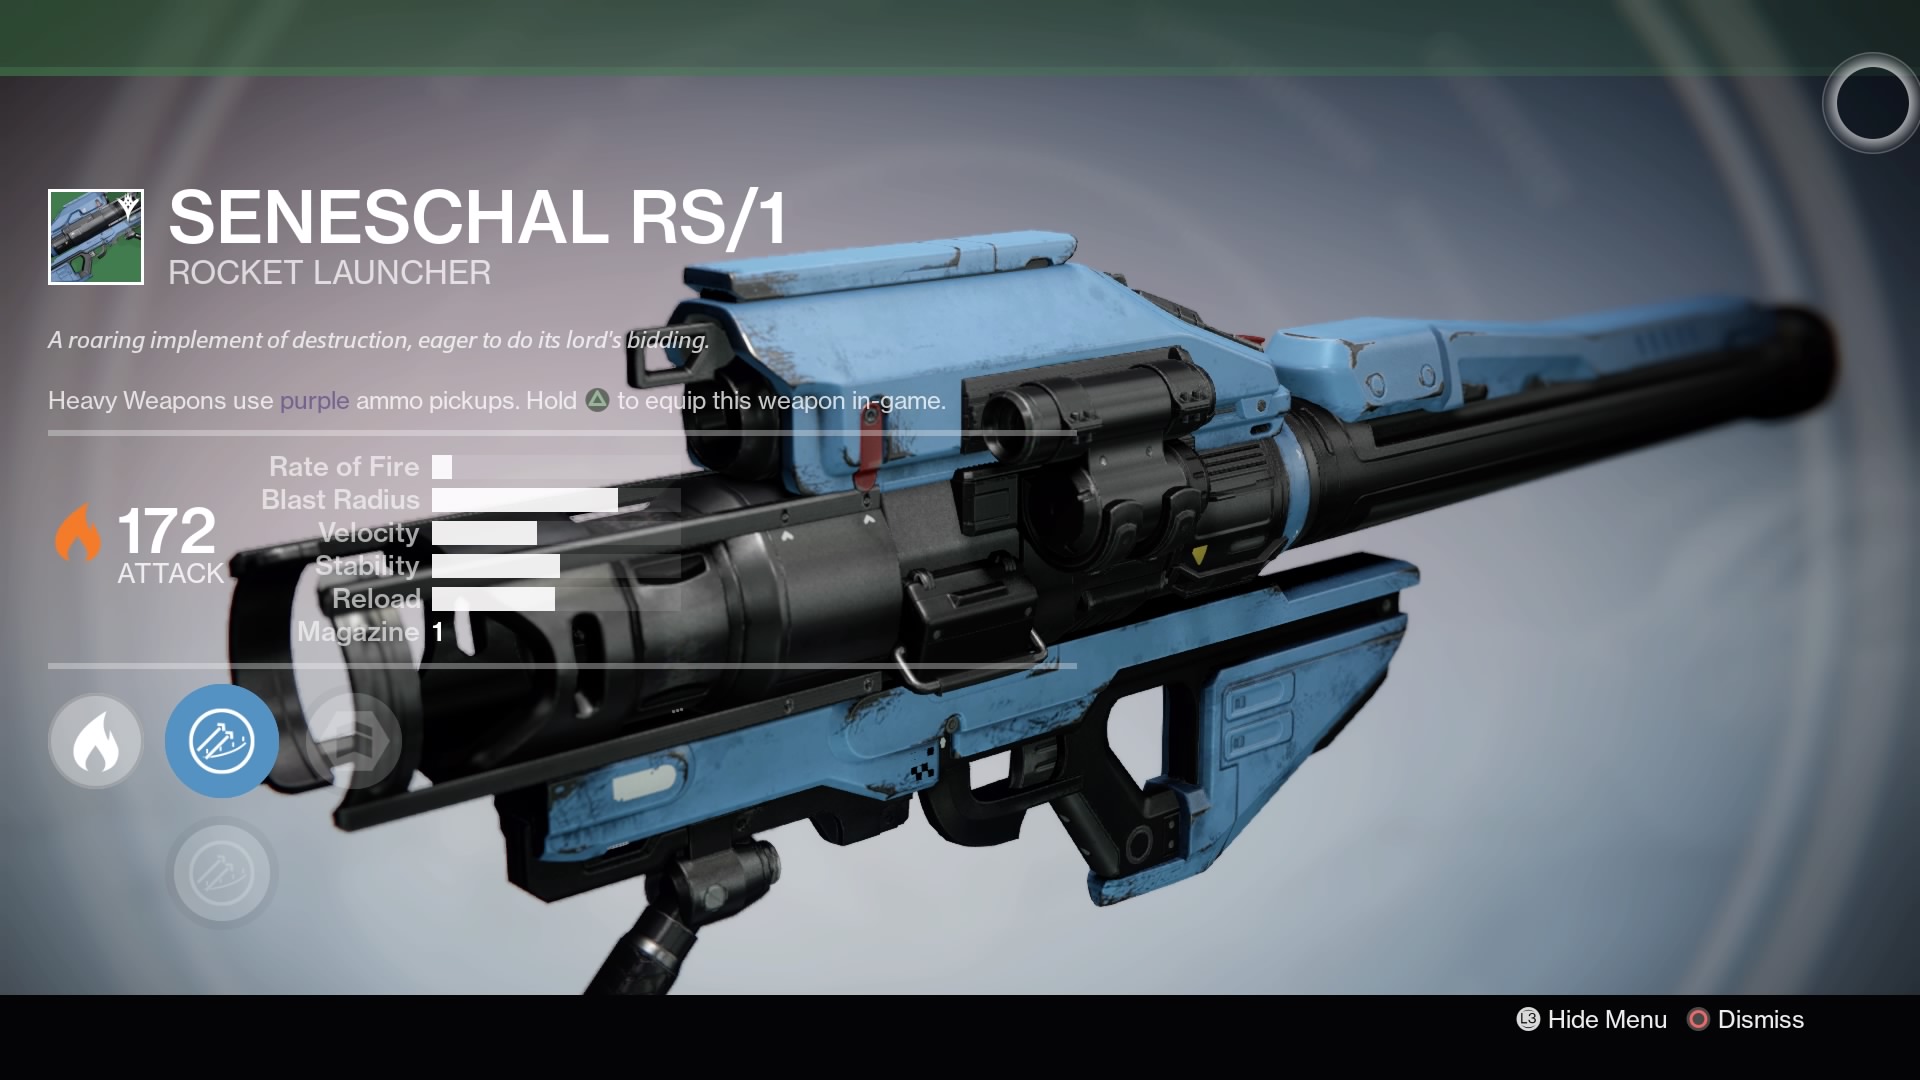 SENESCHAL RS/1
ROCKET LAUNCHER
A roaring implement of destruction, eager to do its lord's bidding.
Heavy Weapons use purple ammo pickups. Hold to equip this weapon in-game.
172
ATTACK
Rate of Fire
Blast Radius
Velocity
Stability
Reload
Magazine 1
L3 Hide Menu Dismiss